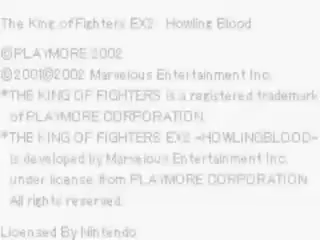 The King of Fighters EX2 Howling Blood
©PLAYMORE 2002
©2001@2002 Marvelous Entertainment Inc.
*THE KING OF FIGHTERS is a registered trademark
of PLAYMORE CORPORATION.
*THE KING OF FIGHTERS EX2 ~HOWLINGBLOOD~
is developed by Marvelous Entertainment Inc.
under license from PLAYMORE CORPORATION.
All rights reserved.
Licensed By Nintendo